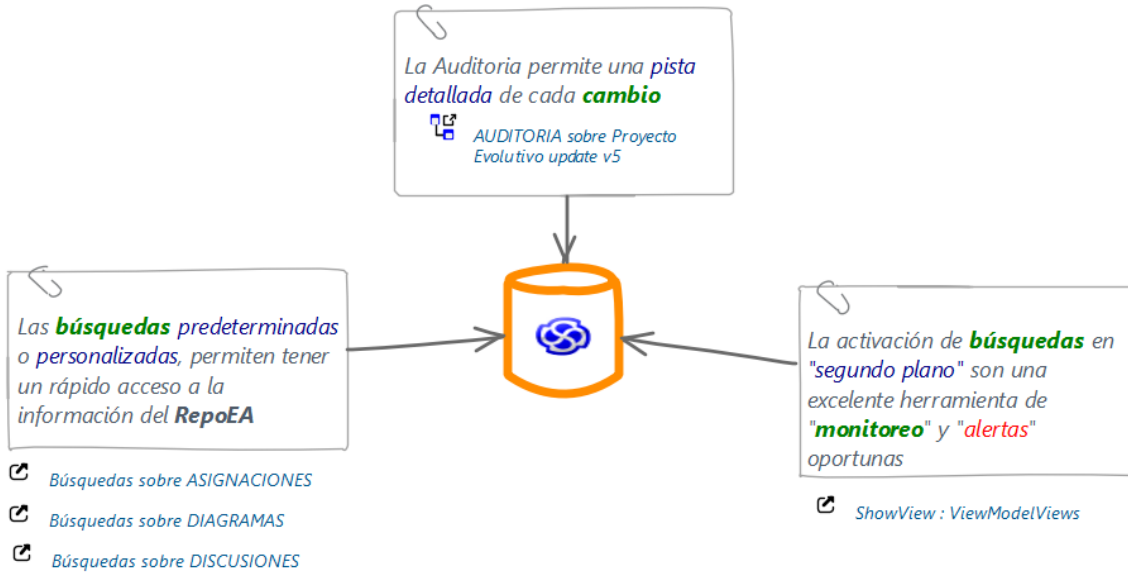 La Auditoria permite una pista
detallada de cada cambio
AUDITORIA sobre Proyecto
Evolutivo update v5
Las búsquedas predeterminadas
o personalizadas, permiten tener
un rápido acceso a la
información del RepoEA
Búsquedas sobre ASIGNACIONES
Búsquedas sobre DIAGRAMAS
Búsquedas sobre DISCUSIONES
La activación de búsquedas en
"segundo plano" son una
excelente herramienta de
"monitoreo" y "alertas"
oportunas
ShowView : ViewModelViews